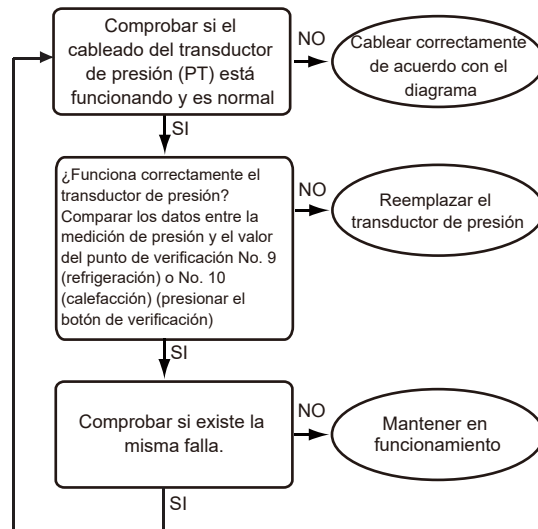 Comprobar si el
cableado del transductor
de presión (PT) está
funcionando y es normal
NO
Cablear correctamente
de acuerdo con el
diagrama
SI
¿Funciona correctamente el
transductor de presión?
Comparar los datos entre la
medición de presión y el valor
del punto de verificación No. 9
(refrigeración) o No. 10
(calefacción) (presionar el
botón de verificación)
NO
Reemplazar el
transductor de presión
SI
Comprobar si existe la
misma falla.
NO
Mantener en
funcionamiento
SI